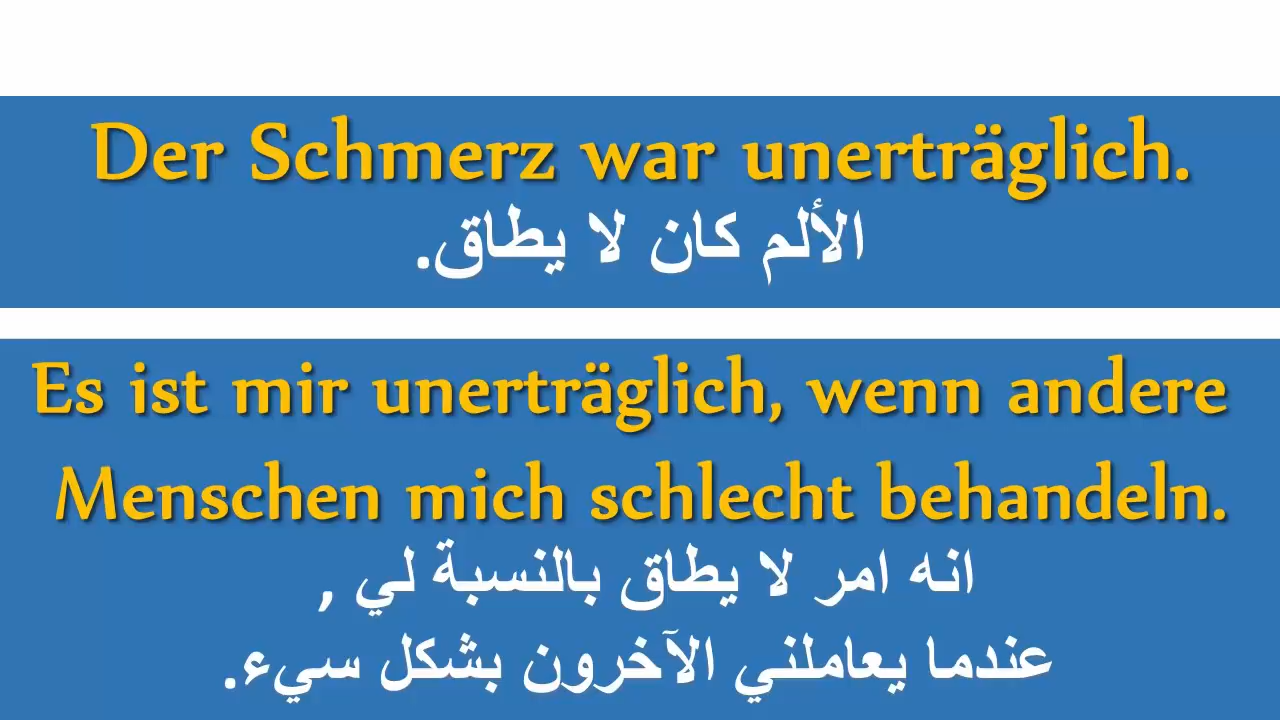 Der Schmerz war unerträglich.
الألم كان لا يطاق.
Es ist mir unerträglich, wenn andere
Menschen mich schlecht behandeln.
انه امر لا يطاق بالنسبة لي ,
عندما يعاملني الآخرون بشكل سيء.